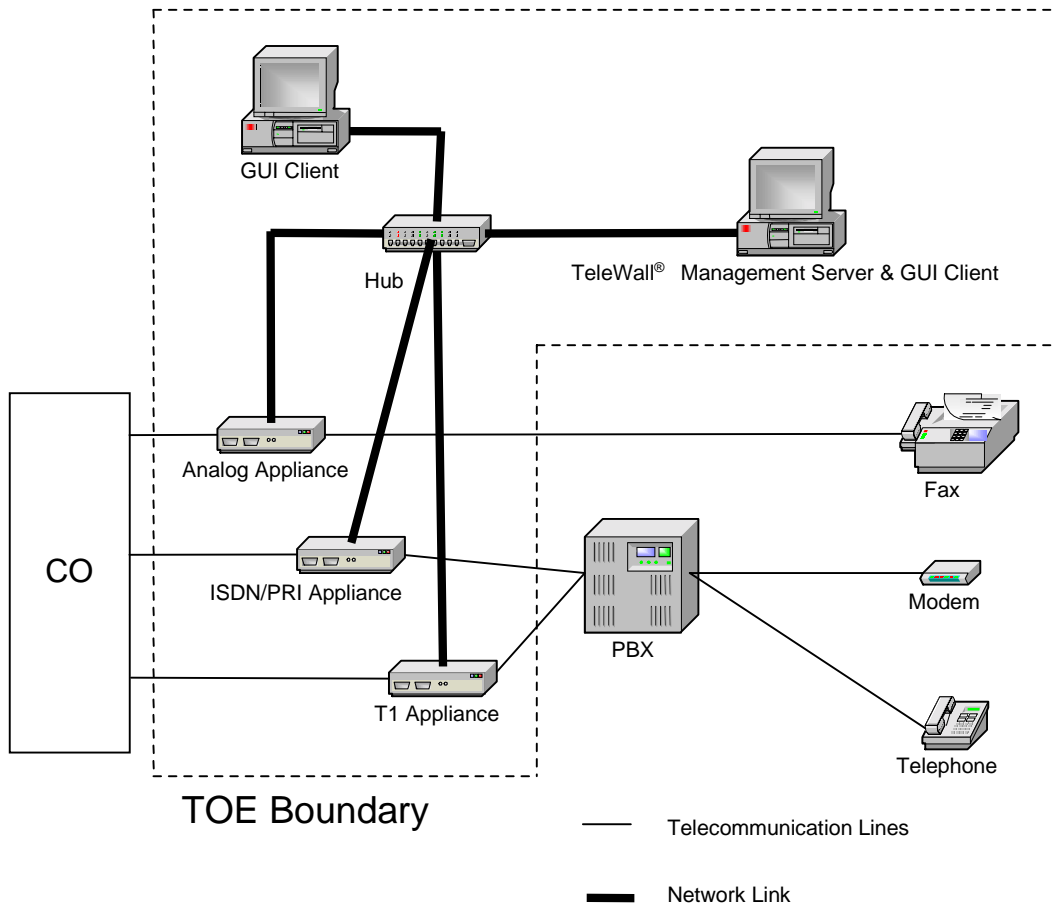 GUI Client
Hub
TeleWall® Management Server & GUI Client
CO
Analog Appliance
Fax
ISDN/PRI Appliance
PBX
Modem
T1 Appliance
Telephone
TOE Boundary
Telecommunication Lines
Network Link